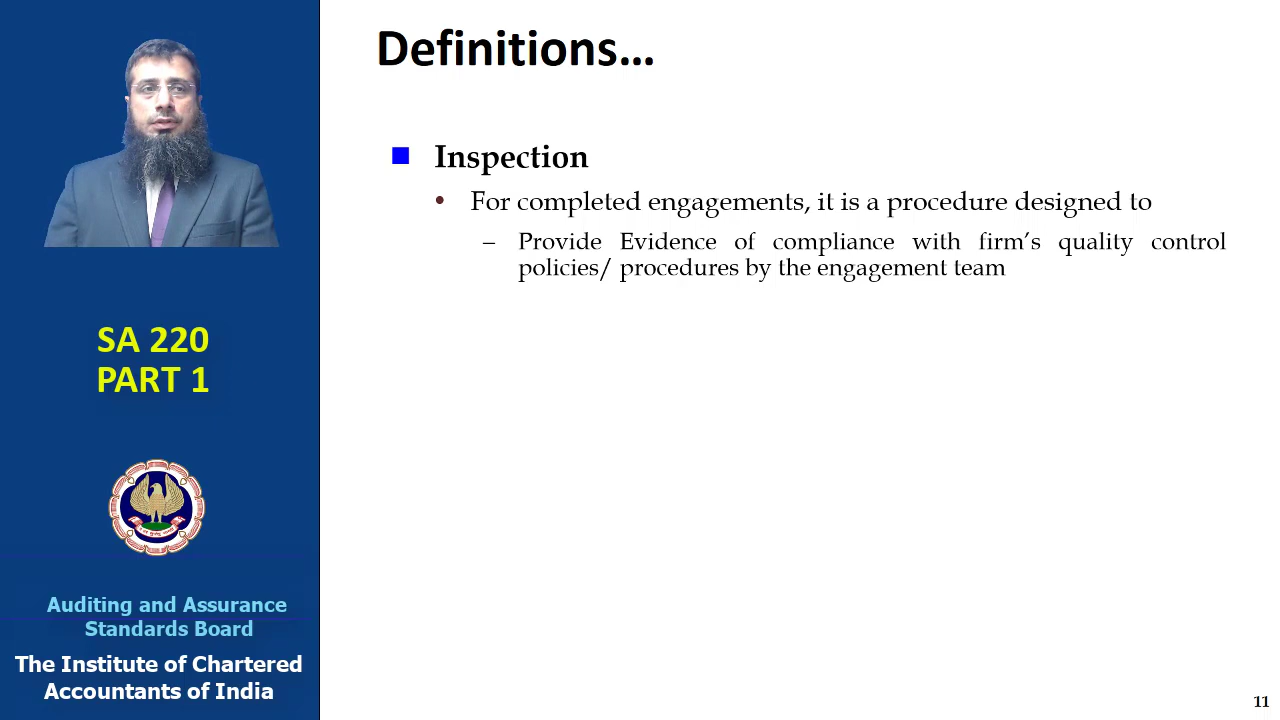 Definitions...
■ Inspection
• For completed engagements, it is a procedure designed to
– Provide Evidence of compliance with firm's quality control
policies/ procedures by the engagement team
SA 220
PART 1
Auditing and Assurance
Standards Board
The Institute of Chartered
Accountants of India
11